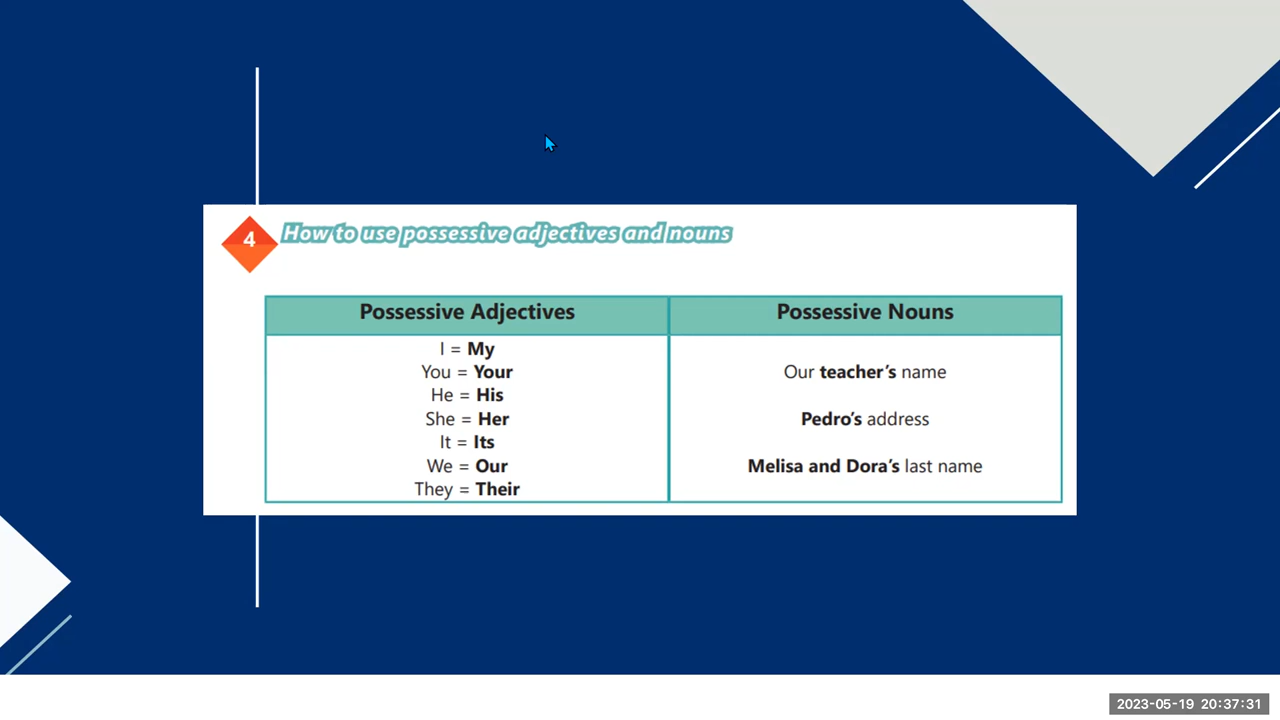 4
How to use possessive adjectives and nouns
Possessive Adjectives
I = My
You = Your
He = His
She = Her
It = Its
We = Our
They = Their
Possessive Nouns
Our teacher’s name
Pedro’s address
Melisa and Dora’s last name
2023-05-19 20:37:31